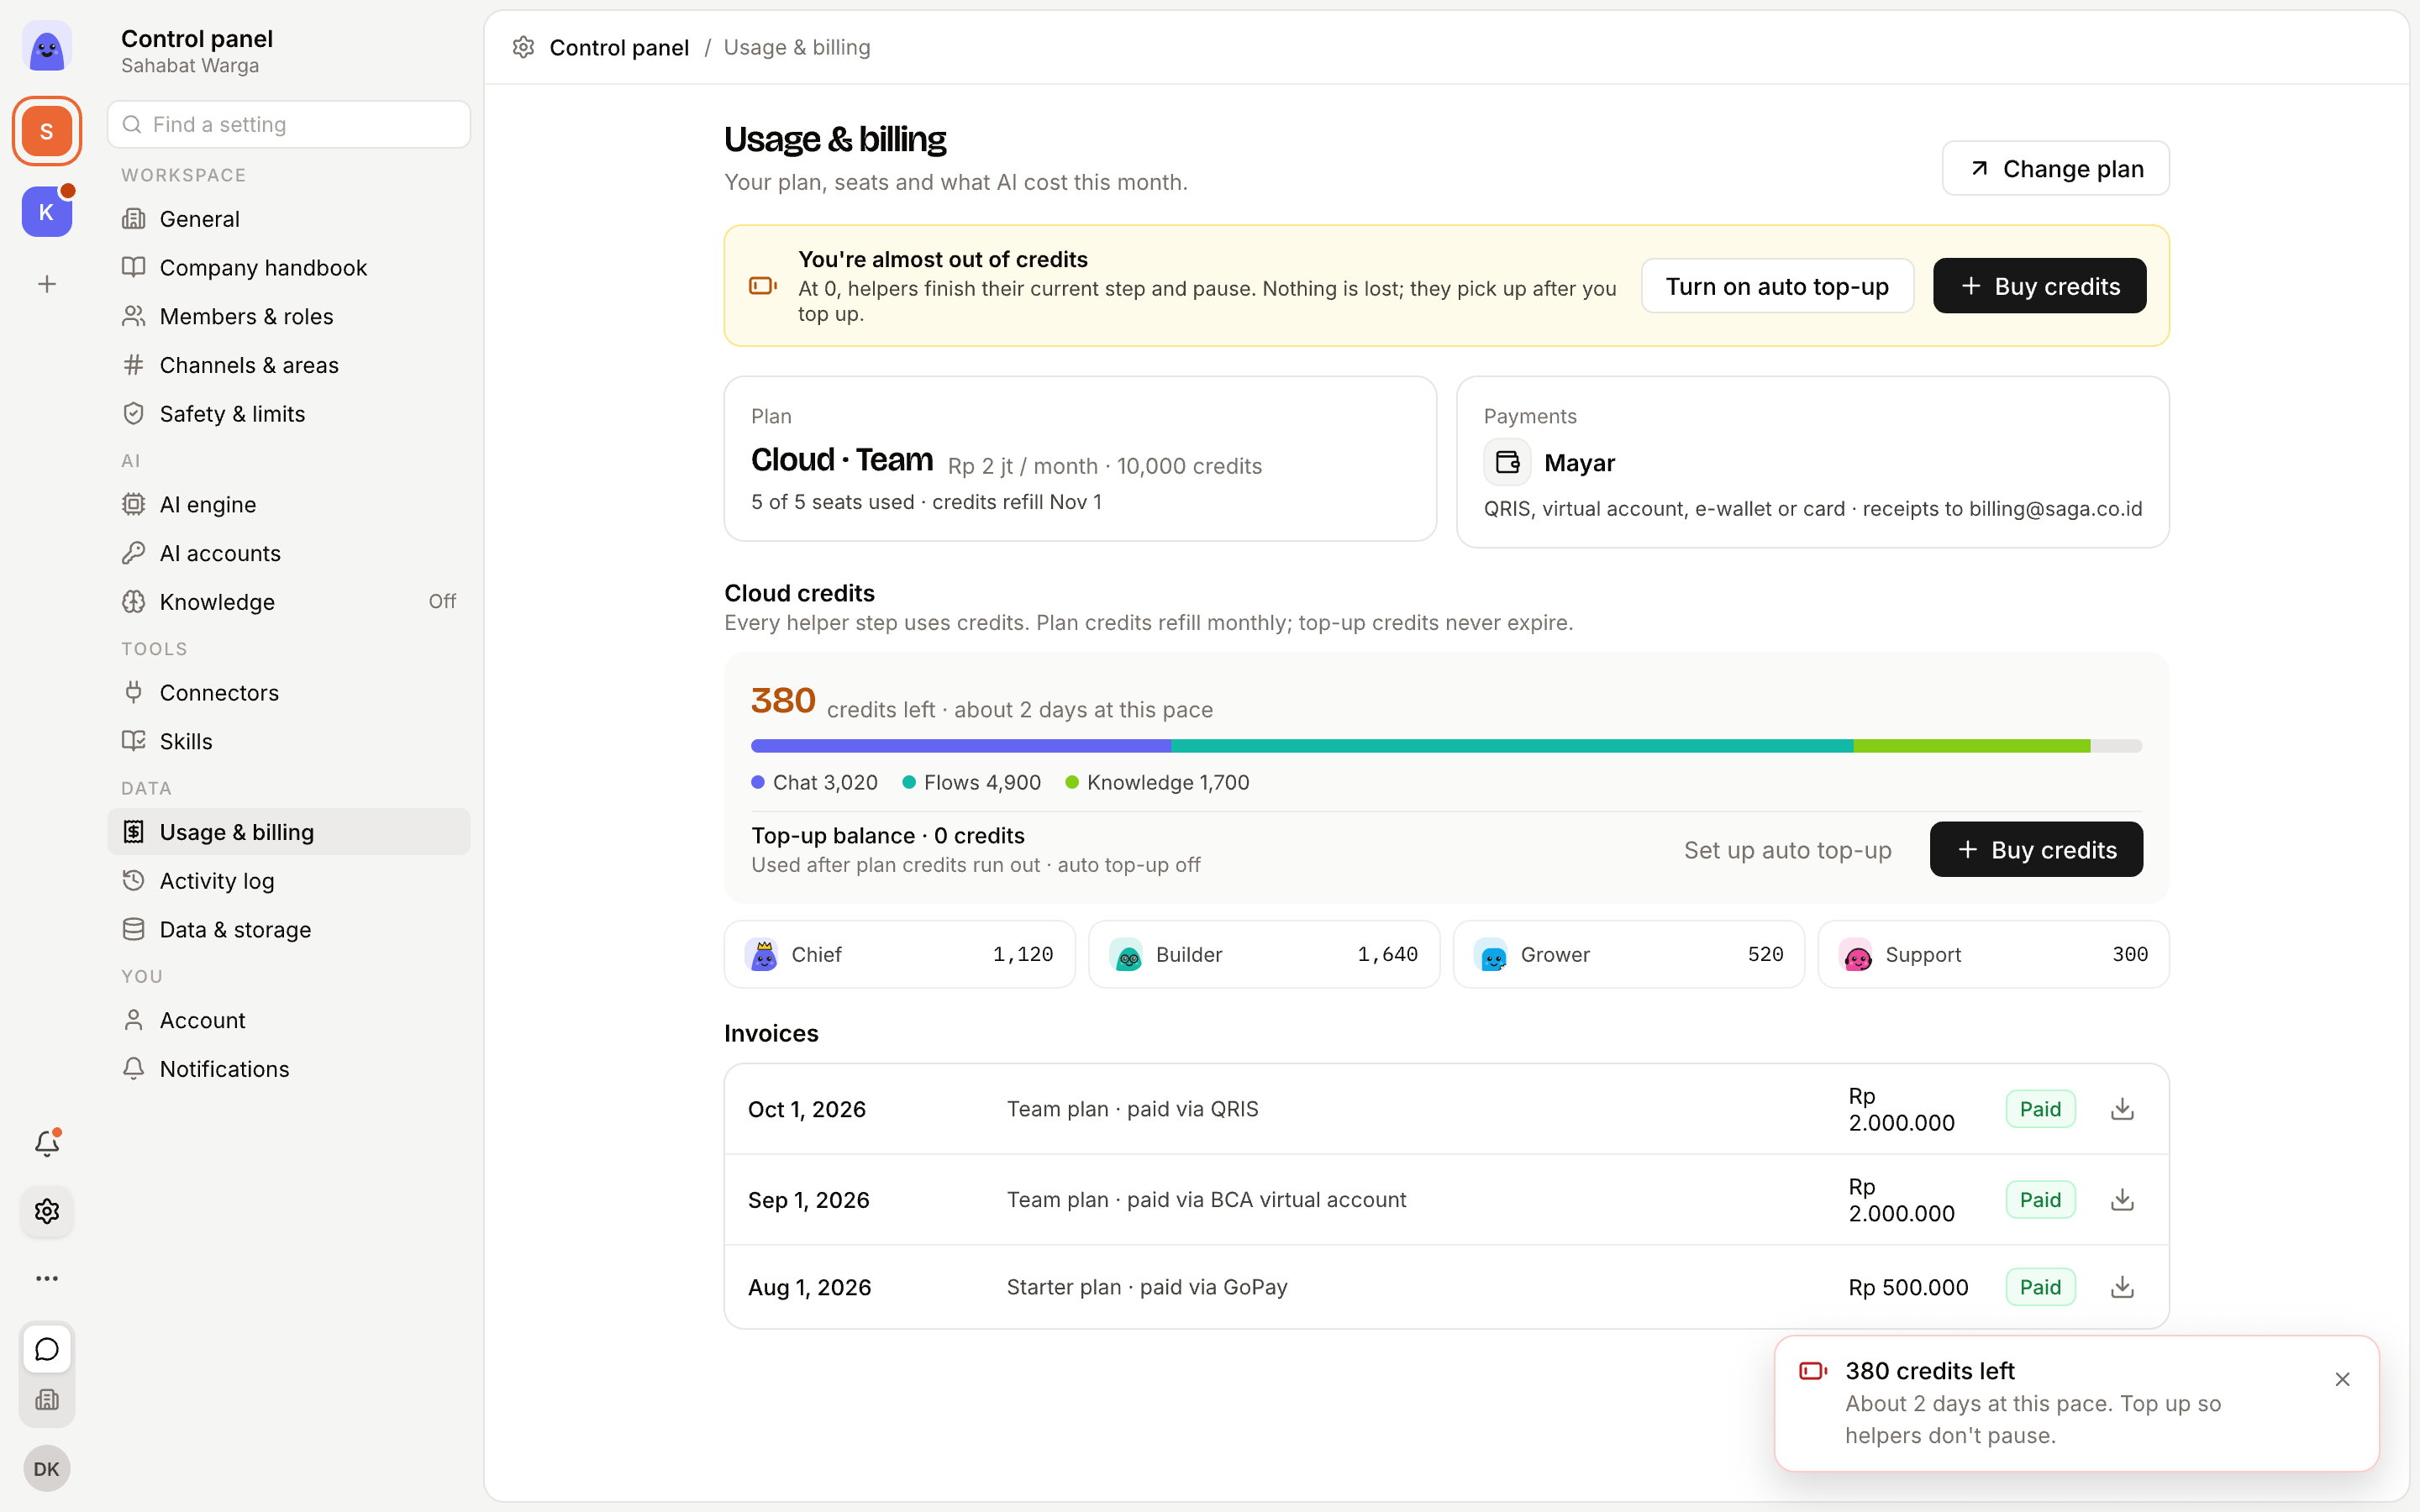 Control panel
Sahabat Warga
S
K
Find a setting
WORKSPACE
General
Company handbook
Members & roles
Channels & areas
Safety & limits
AI
AI engine
AI accounts
Knowledge Off
TOOLS
Connectors
Skills
DATA
Usage & billing
Activity log
Data & storage
YOU
Account
Notifications
DK
Control panel / Usage & billing
Usage & billing
Your plan, seats and what AI cost this month.
Change plan
You're almost out of credits
At 0, helpers finish their current step and pause. Nothing is lost; they pick up after you
top up.
Turn on auto top-up
Buy credits
Plan
Cloud · Team Rp 2 jt / month · 10,000 credits
5 of 5 seats used · credits refill Nov 1
Payments
Mayar
QRIS, virtual account, e-wallet or card · receipts to billing@saga.co.id
Cloud credits
Every helper step uses credits. Plan credits refill monthly; top-up credits never expire.
380 credits left · about 2 days at this pace
Chat 3,020 Flows 4,900 Knowledge 1,700
Top-up balance · 0 credits
Used after plan credits run out · auto top-up off
Set up auto top-up
Buy credits
Chief 1,120
Builder 1,640
Grower 520
Support 300
Invoices
Oct 1, 2026 Team plan · paid via QRIS Rp
2.000.000 Paid
Sep 1, 2026 Team plan · paid via BCA virtual account Rp
2.000.000 Paid
Aug 1, 2026 Starter plan · paid via GoPay Rp 500.000 Paid
380 credits left
About 2 days at this pace. Top up so
helpers don't pause.